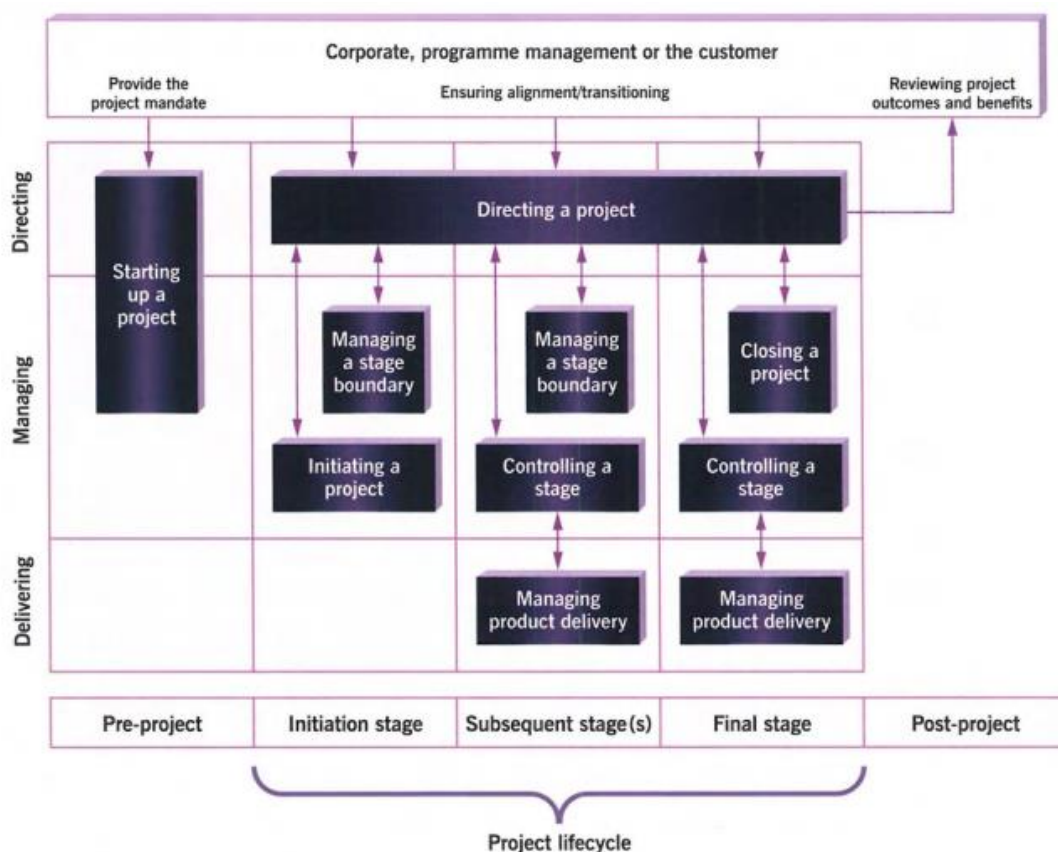 Corporate, programme management or the customer
Provide the
project mandate
Ensuring alignment/transitioning
Reviewing project
outcomes and benefits
Directing
Directing a project
Starting
up a
project
Managing
Managing
a stage
boundary
Managing
a stage
boundary
Closing a
project
Initiating a
project
Controlling a
stage
Controlling a
stage
Delivering
Managing
product delivery
Managing
product delivery
Pre-project
Initiation stage
Subsequent stage(s)
Final stage
Post-project
Project lifecycle